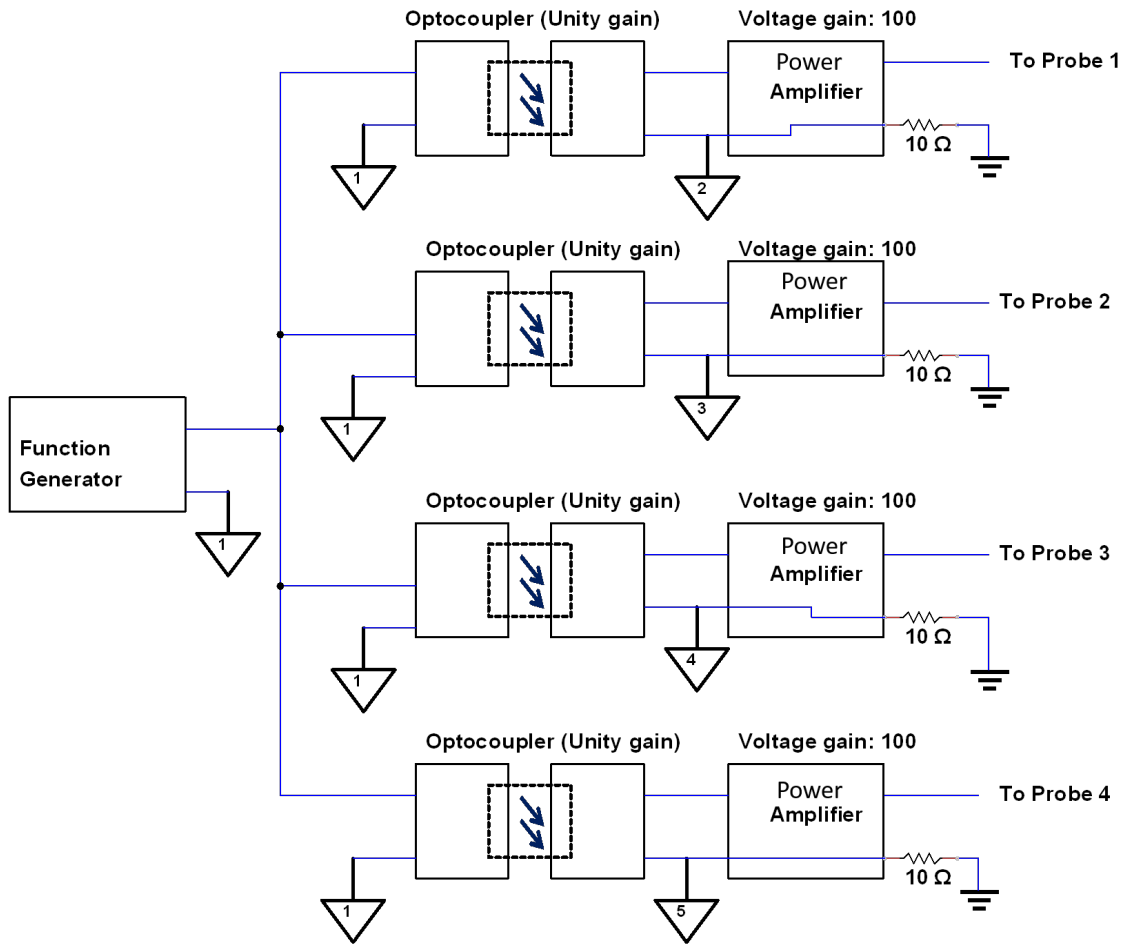 Optocoupler (Unity gain)
Voltage gain: 100
Power
Amplifier
To Probe 1
1
2
10 Ω
Optocoupler (Unity gain)
Voltage gain: 100
Power
Amplifier
To Probe 2
1
3
10 Ω
Function
Generator
1
Optocoupler (Unity gain)
Voltage gain: 100
Power
Amplifier
To Probe 3
1
4
10 Ω
Optocoupler (Unity gain)
Voltage gain: 100
Power
Amplifier
To Probe 4
1
5
10 Ω